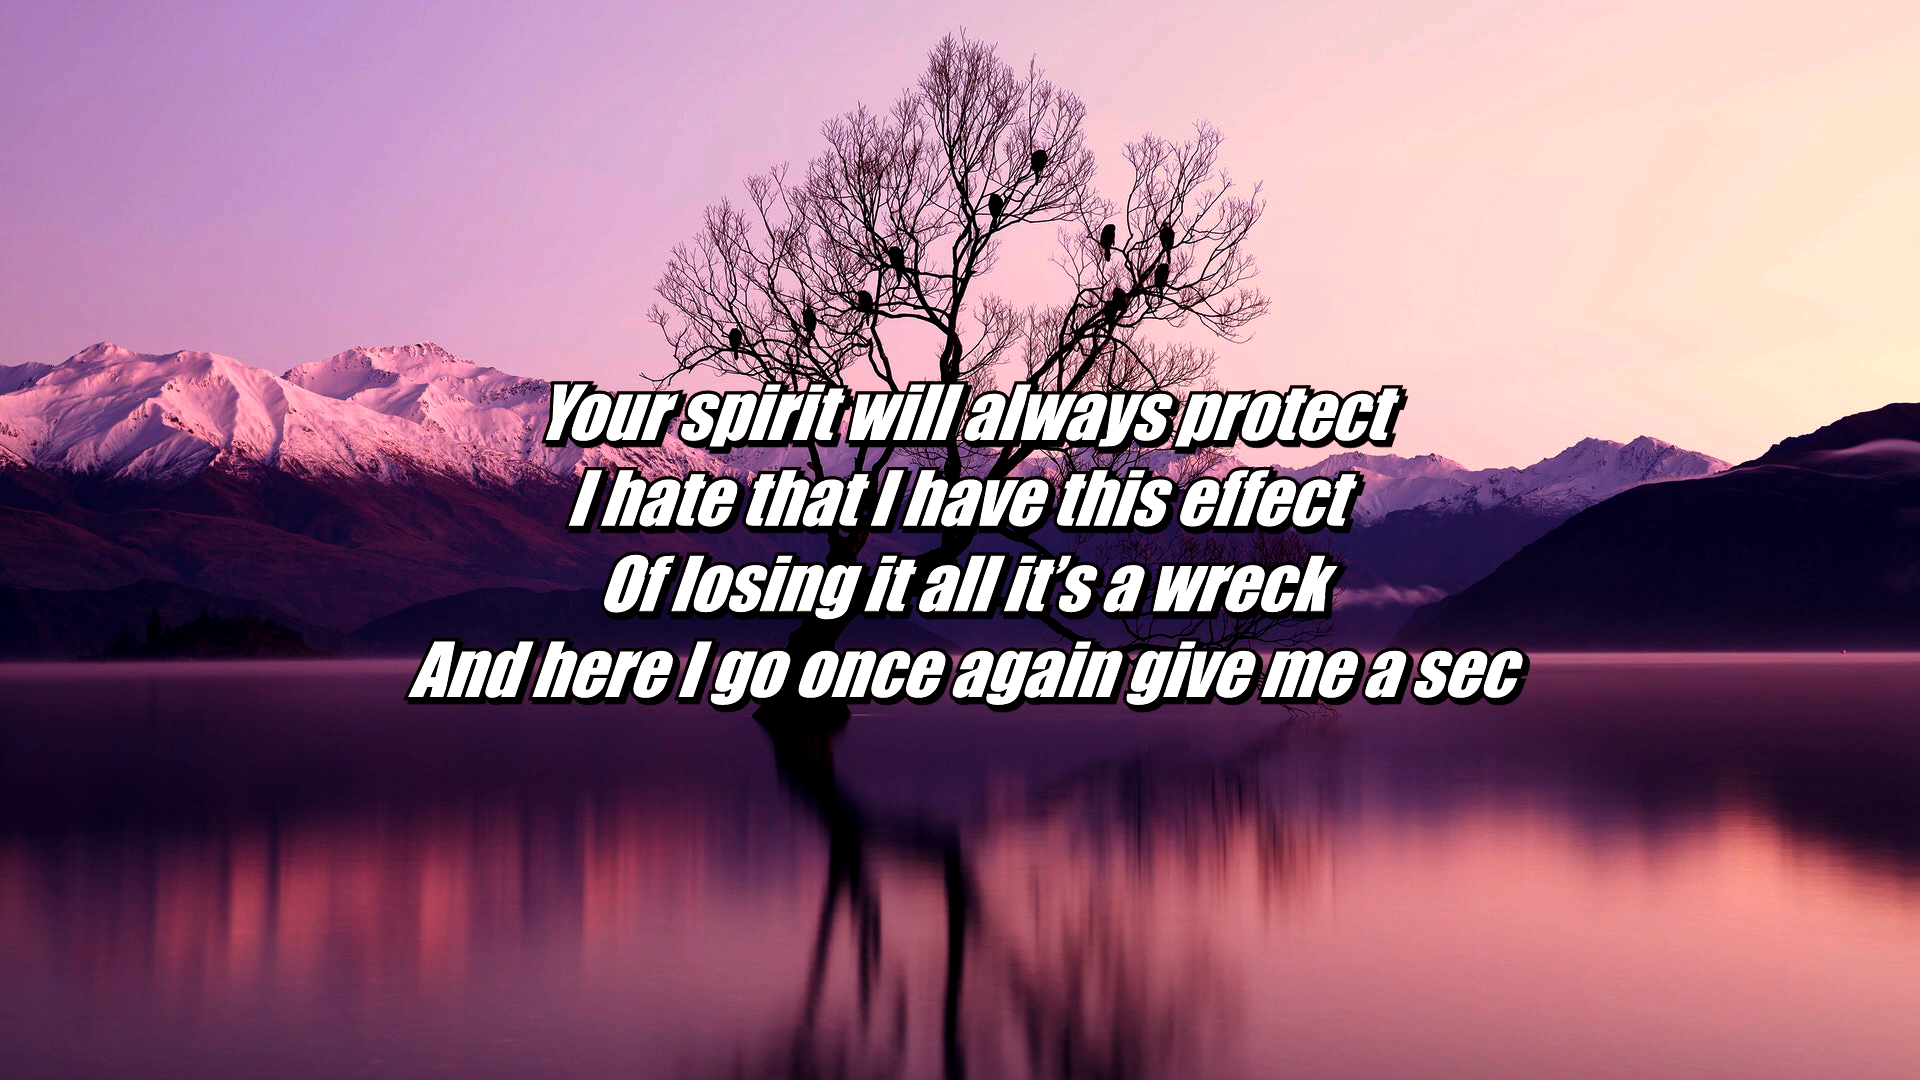 Your spirit will always protect
I hate that I have this effect
Of losing it all it’s a wreck
And here I go once again give me a sec